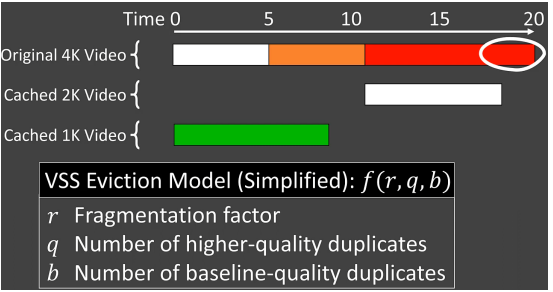 Time 0 5 10 15 20
Original 4K Video {
Cached 2K Video {
Cached 1K Video {
VSS Eviction Model (Simplified): f(r, q, b)
r Fragmentation factor
q Number of higher-quality duplicates
b Number of baseline-quality duplicates